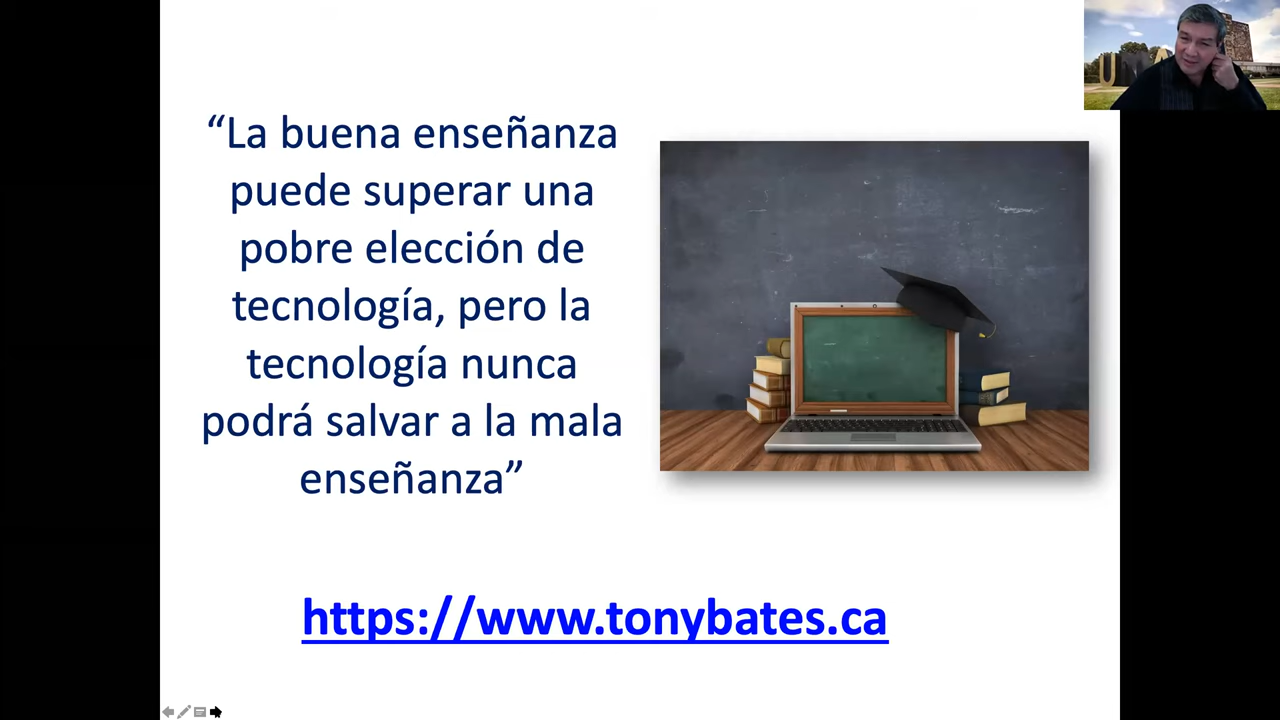 “La buena enseñanza
puede superar una
pobre elección de
tecnología, pero la
tecnología nunca
podrá salvar a la mala
enseñanza”
https://www.tonybates.ca